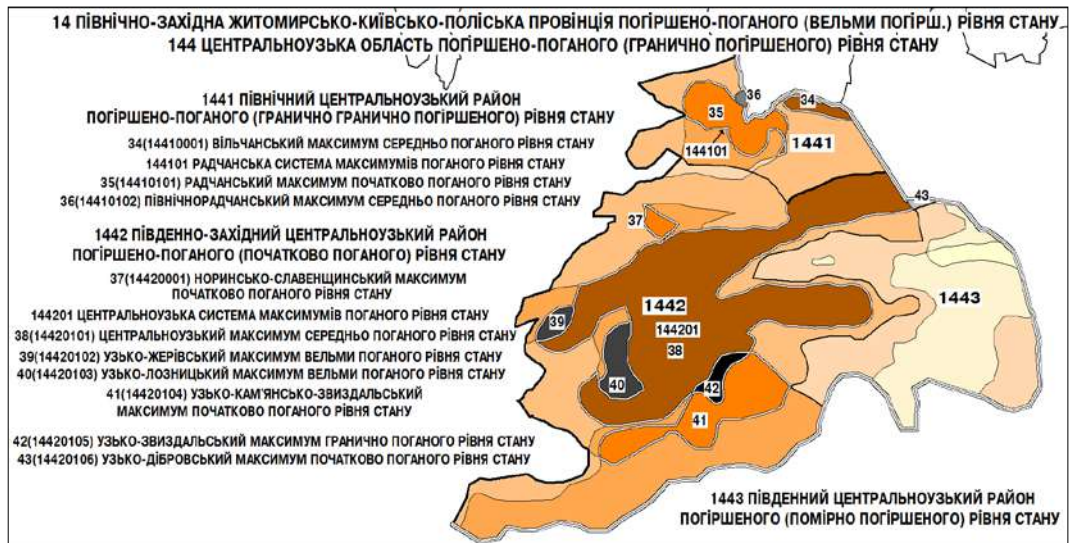 14 ПІВНІЧНО-ЗАХІДНА ЖИТОМИРСЬКО-КИЇВСЬКО-ПОЛІСЬКА ПРОВІНЦІЯ ПОГІРШЕНО-ПОГАНОГО (ВЕЛЬМИ ПОГІРШ.) РІВНЯ СТАНУ
144 ЦЕНТРАЛЬНОУЗЬКА ОБЛАСТЬ ПОГІРШЕНО-ПОГАНОГО (ГРАНИЧНО ПОГІРШЕНОГО) РІВНЯ СТАНУ
1441 ПІВНІЧНИЙ ЦЕНТРАЛЬНОУЗЬКИЙ РАЙОН
ПОГІРШЕНО-ПОГАНОГО (ГРАНИЧНО ГРАНИЧНО ПОГІРШЕНОГО) РІВНЯ СТАНУ
34(14410001) ВІЛЬЧАНСЬКИЙ МАКСИМУМ СЕРЕДНЬО ПОГАНОГО РІВНЯ СТАНУ
144101 РАДЧАНСЬКА СИСТЕМА МАКСИМУМІВ ПОГАНОГО РІВНЯ СТАНУ
35(14410101) РАДЧАНСЬКИЙ МАКСИМУМ ПОЧАТКОВО ПОГАНОГО РІВНЯ СТАНУ
36(14410102) ПІВНІЧНОРАДЧАНСЬКИЙ МАКСИМУМ СЕРЕДНЬО ПОГАНОГО РІВНЯ СТАНУ
1442 ПІВДЕННО-ЗАХІДНИЙ ЦЕНТРАЛЬНОУЗЬКИЙ РАЙОН
ПОГІРШЕНО-ПОГАНОГО (ПОЧАТКОВО ПОГАНОГО) РІВНЯ СТАНУ
37(14420001) НОРИНСЬКО-СЛАВЕНЩИНСЬКИЙ МАКСИМУМ
ПОЧАТКОВО ПОГАНОГО РІВНЯ СТАНУ
144201 ЦЕНТРАЛЬНОУЗЬКА СИСТЕМА МАКСИМУМІВ ПОГАНОГО РІВНЯ СТАНУ
38(14420101) ЦЕНТРАЛЬНОУЗЬКИЙ МАКСИМУМ СЕРЕДНЬО ПОГАНОГО РІВНЯ СТАНУ
39(14420102) УЗЬКО-ЖЕРІВСЬКИЙ МАКСИМУМ ВЕЛЬМИ ПОГАНОГО РІВНЯ СТАНУ
40(14420103) УЗЬКО-ЛОЗНИЦЬКИЙ МАКСИМУМ ВЕЛЬМИ ПОГАНОГО РІВНЯ СТАНУ
41(14420104) УЗЬКО-КАМ'ЯНСЬКО-ЗВИЗДАЛЬСЬКИЙ
МАКСИМУМ ПОЧАТКОВО ПОГАНОГО РІВНЯ СТАНУ
42(14420105) УЗЬКО-ЗВИЗДАЛЬСЬКИЙ МАКСИМУМ ГРАНИЧНО ПОГАНОГО РІВНЯ СТАНУ
43(14420106) УЗЬКО-ДІБРОВСЬКИЙ МАКСИМУМ ПОЧАТКОВО ПОГАНОГО РІВНЯ СТАНУ
1443 ПІВДЕННИЙ ЦЕНТРАЛЬНОУЗЬКИЙ РАЙОН
ПОГІРШЕНОГО (ПОМІРНО ПОГІРШЕНОГО) РІВНЯ СТАНУ
36
34
35
144101
1441
43
37
1442
1443
39
144201
38
40
42
41